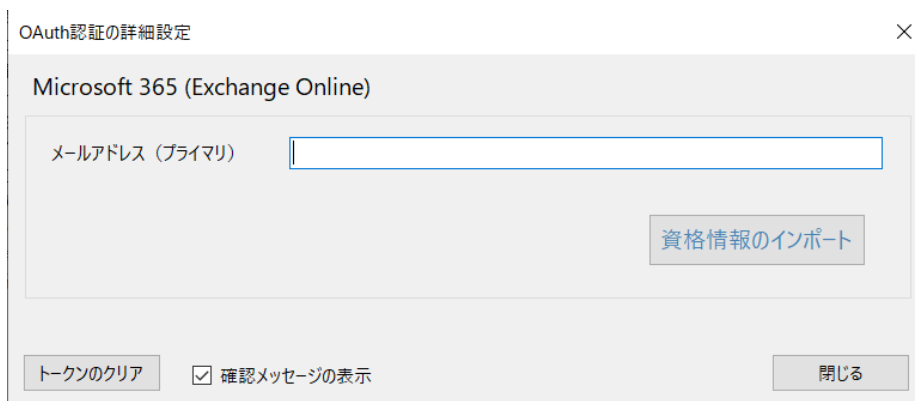 OAuth認証の詳細設定
Microsoft 365 (Exchange Online)
メールアドレス（プライマリ）
資格情報のインポート
トークンのクリア
確認メッセージの表示
閉じる